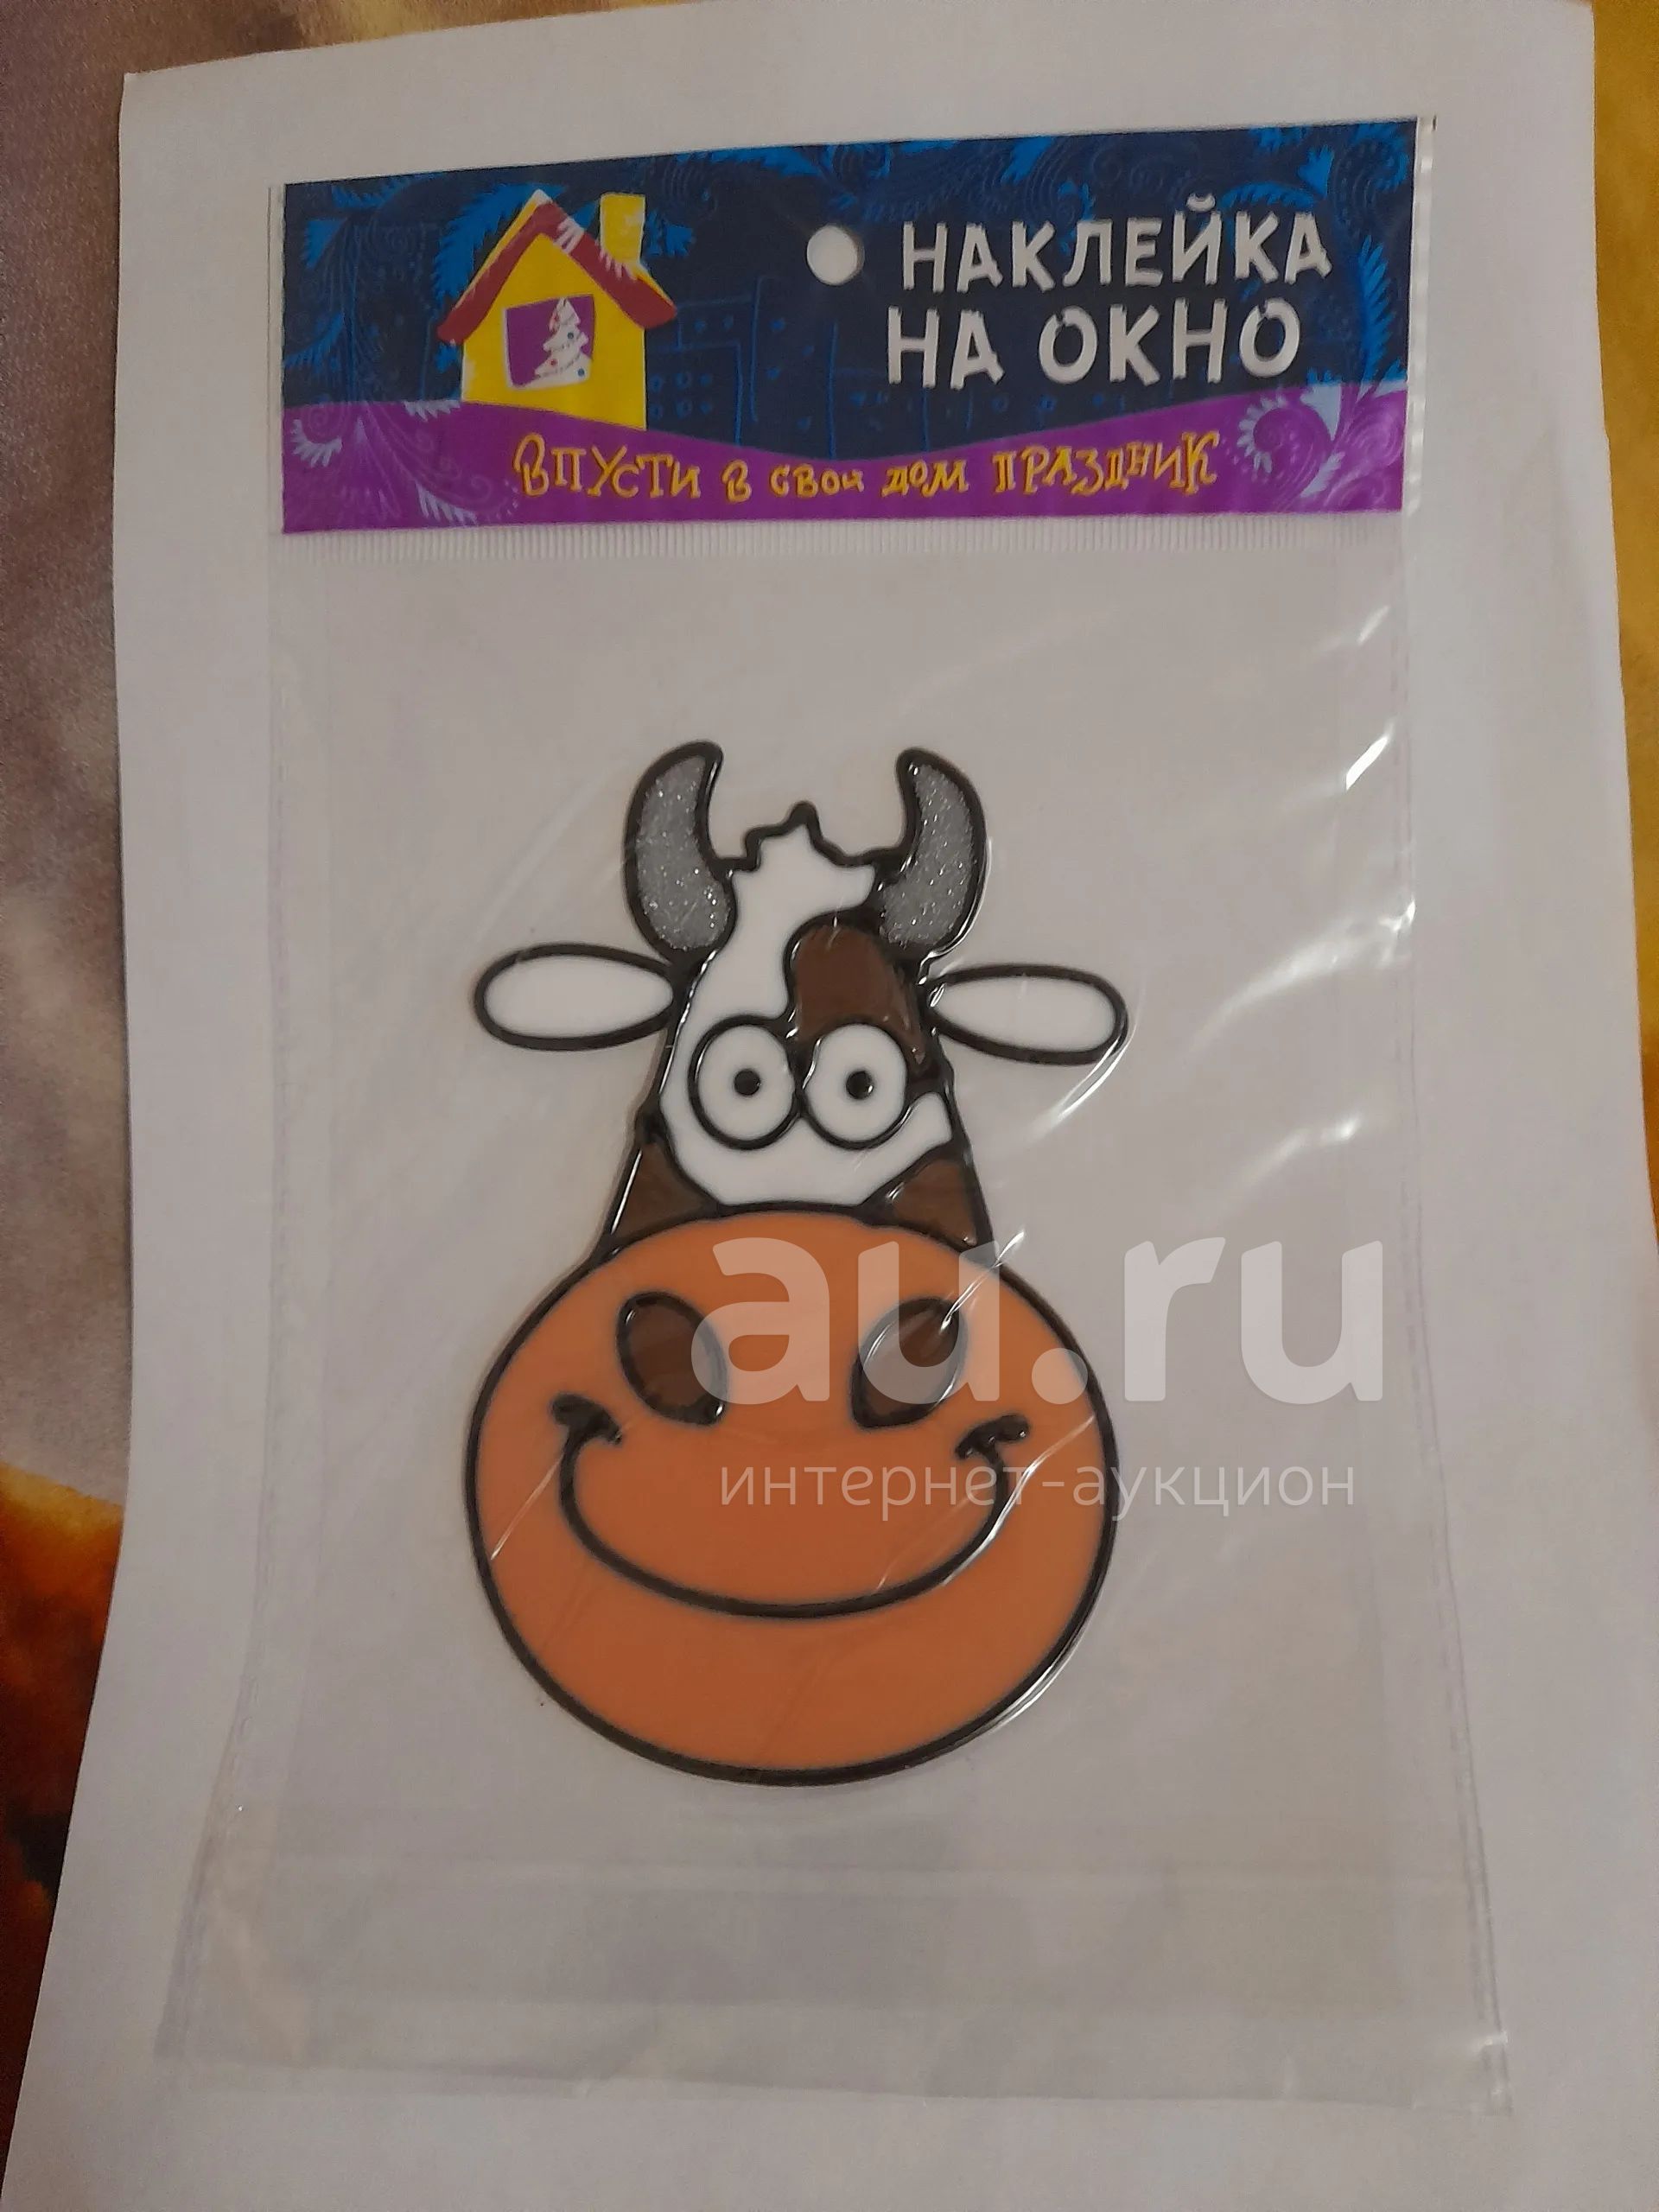 НАКЛЕЙКА
НА ОКНО
ВПУСТИ В СВОЙ ДОМ ПРАЗДНИК
au.ru
интернет-аукцион